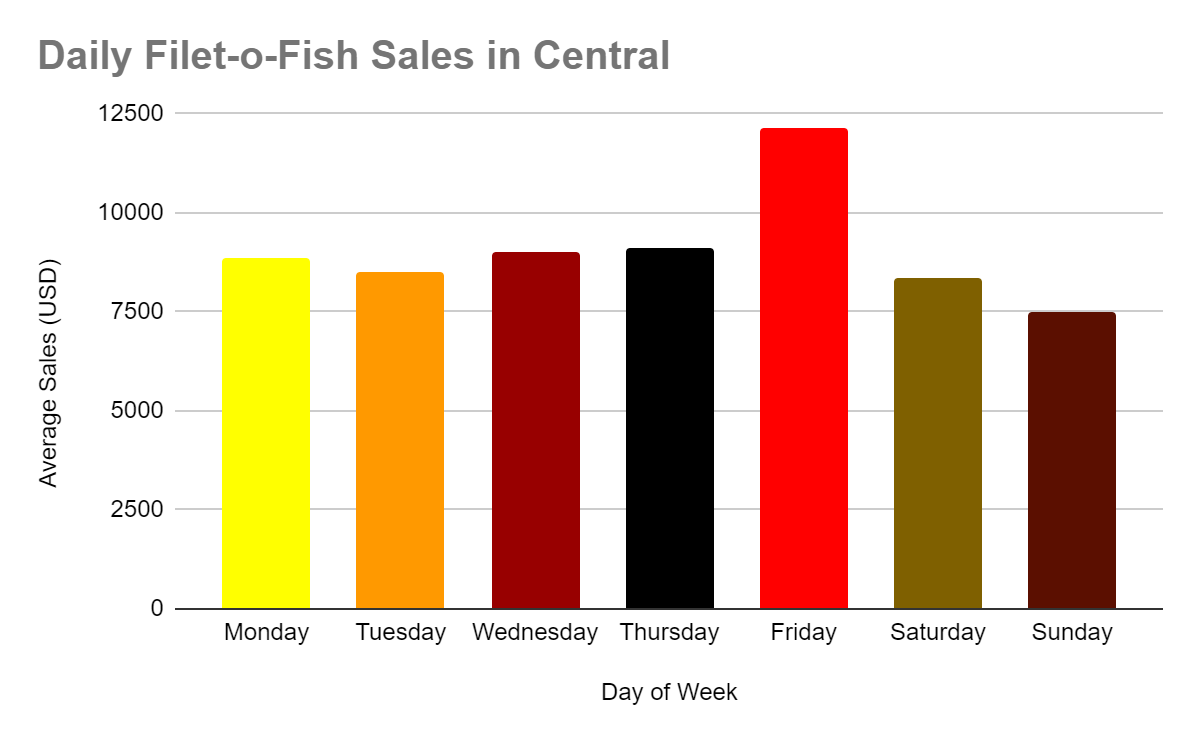 Daily Filet-o-Fish Sales in Central
12500
10000
7500
5000
2500
0
Average Sales (USD)
Monday Tuesday Wednesday Thursday Friday Saturday Sunday
Day of Week